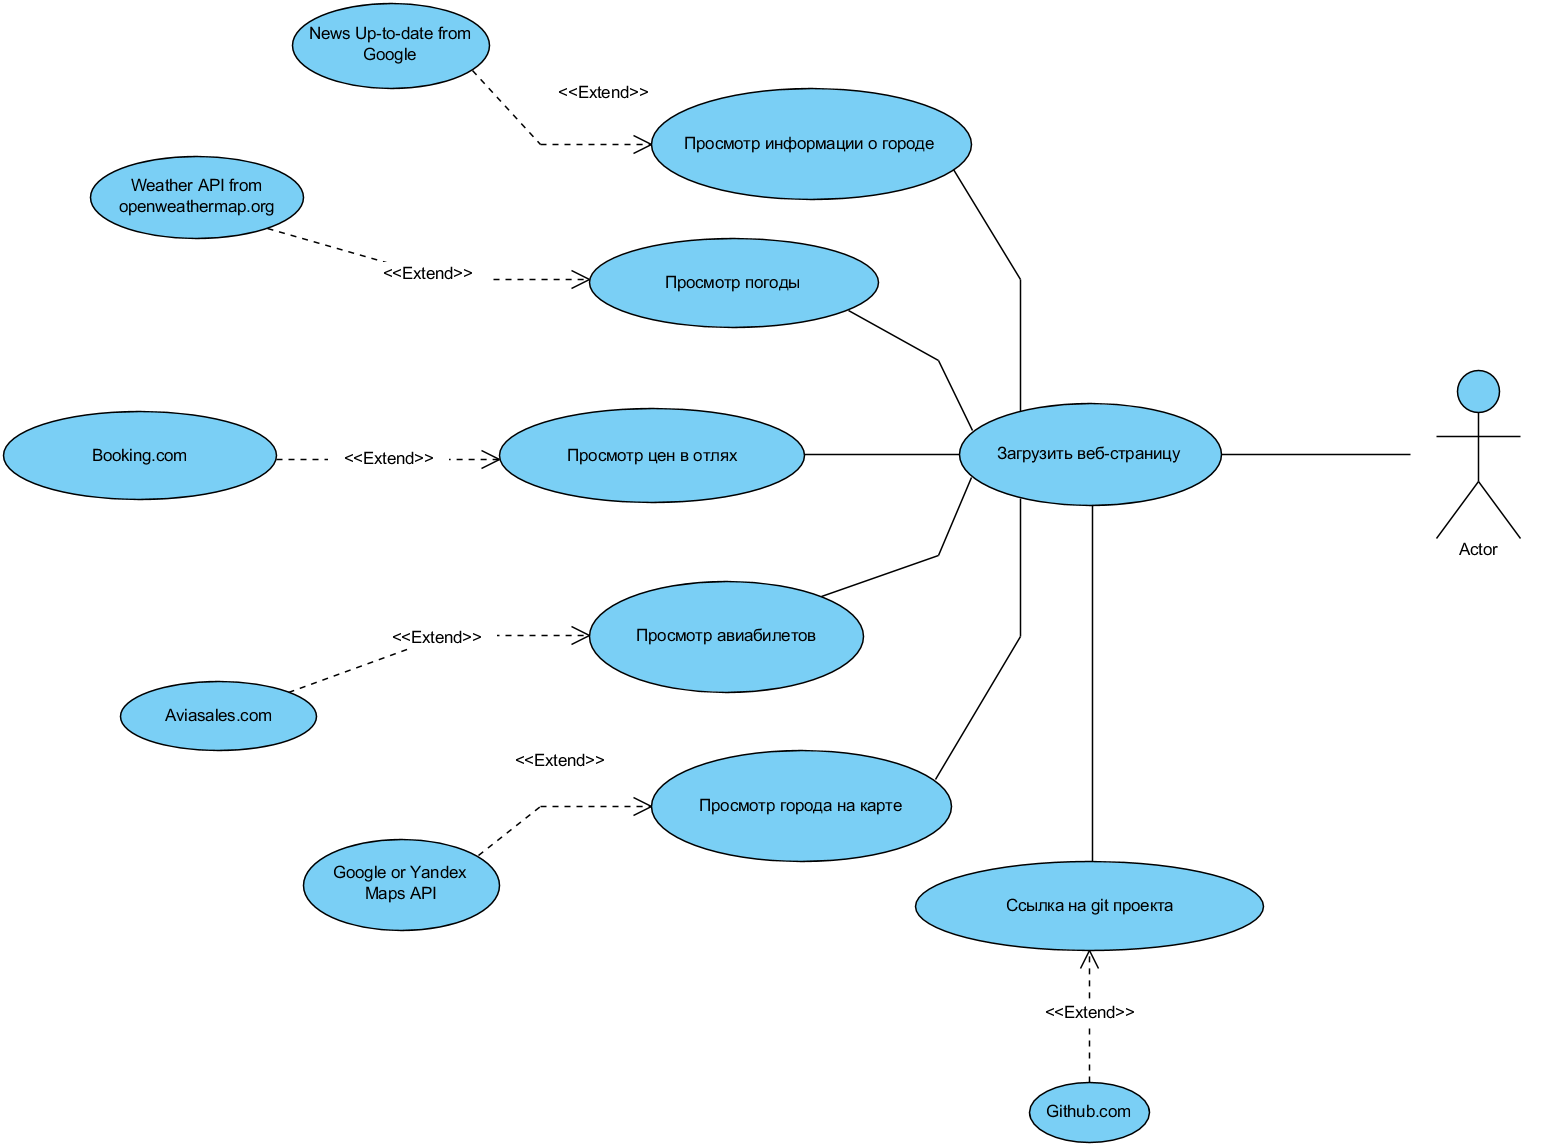 News Up-to-date from
Google
<<Extend>>
Просмотр информации о городе
Weather API from
openweathermap.org
<<Extend>>
Просмотр погоды
Booking.com
<<Extend>>
Просмотр цен в отлях
Загрузить веб-страницу
Actor
<<Extend>>
Просмотр авиабилетов
Aviasales.com
<<Extend>>
Просмотр города на карте
Google or Yandex
Maps API
Ссылка на git проекта
<<Extend>>
Github.com